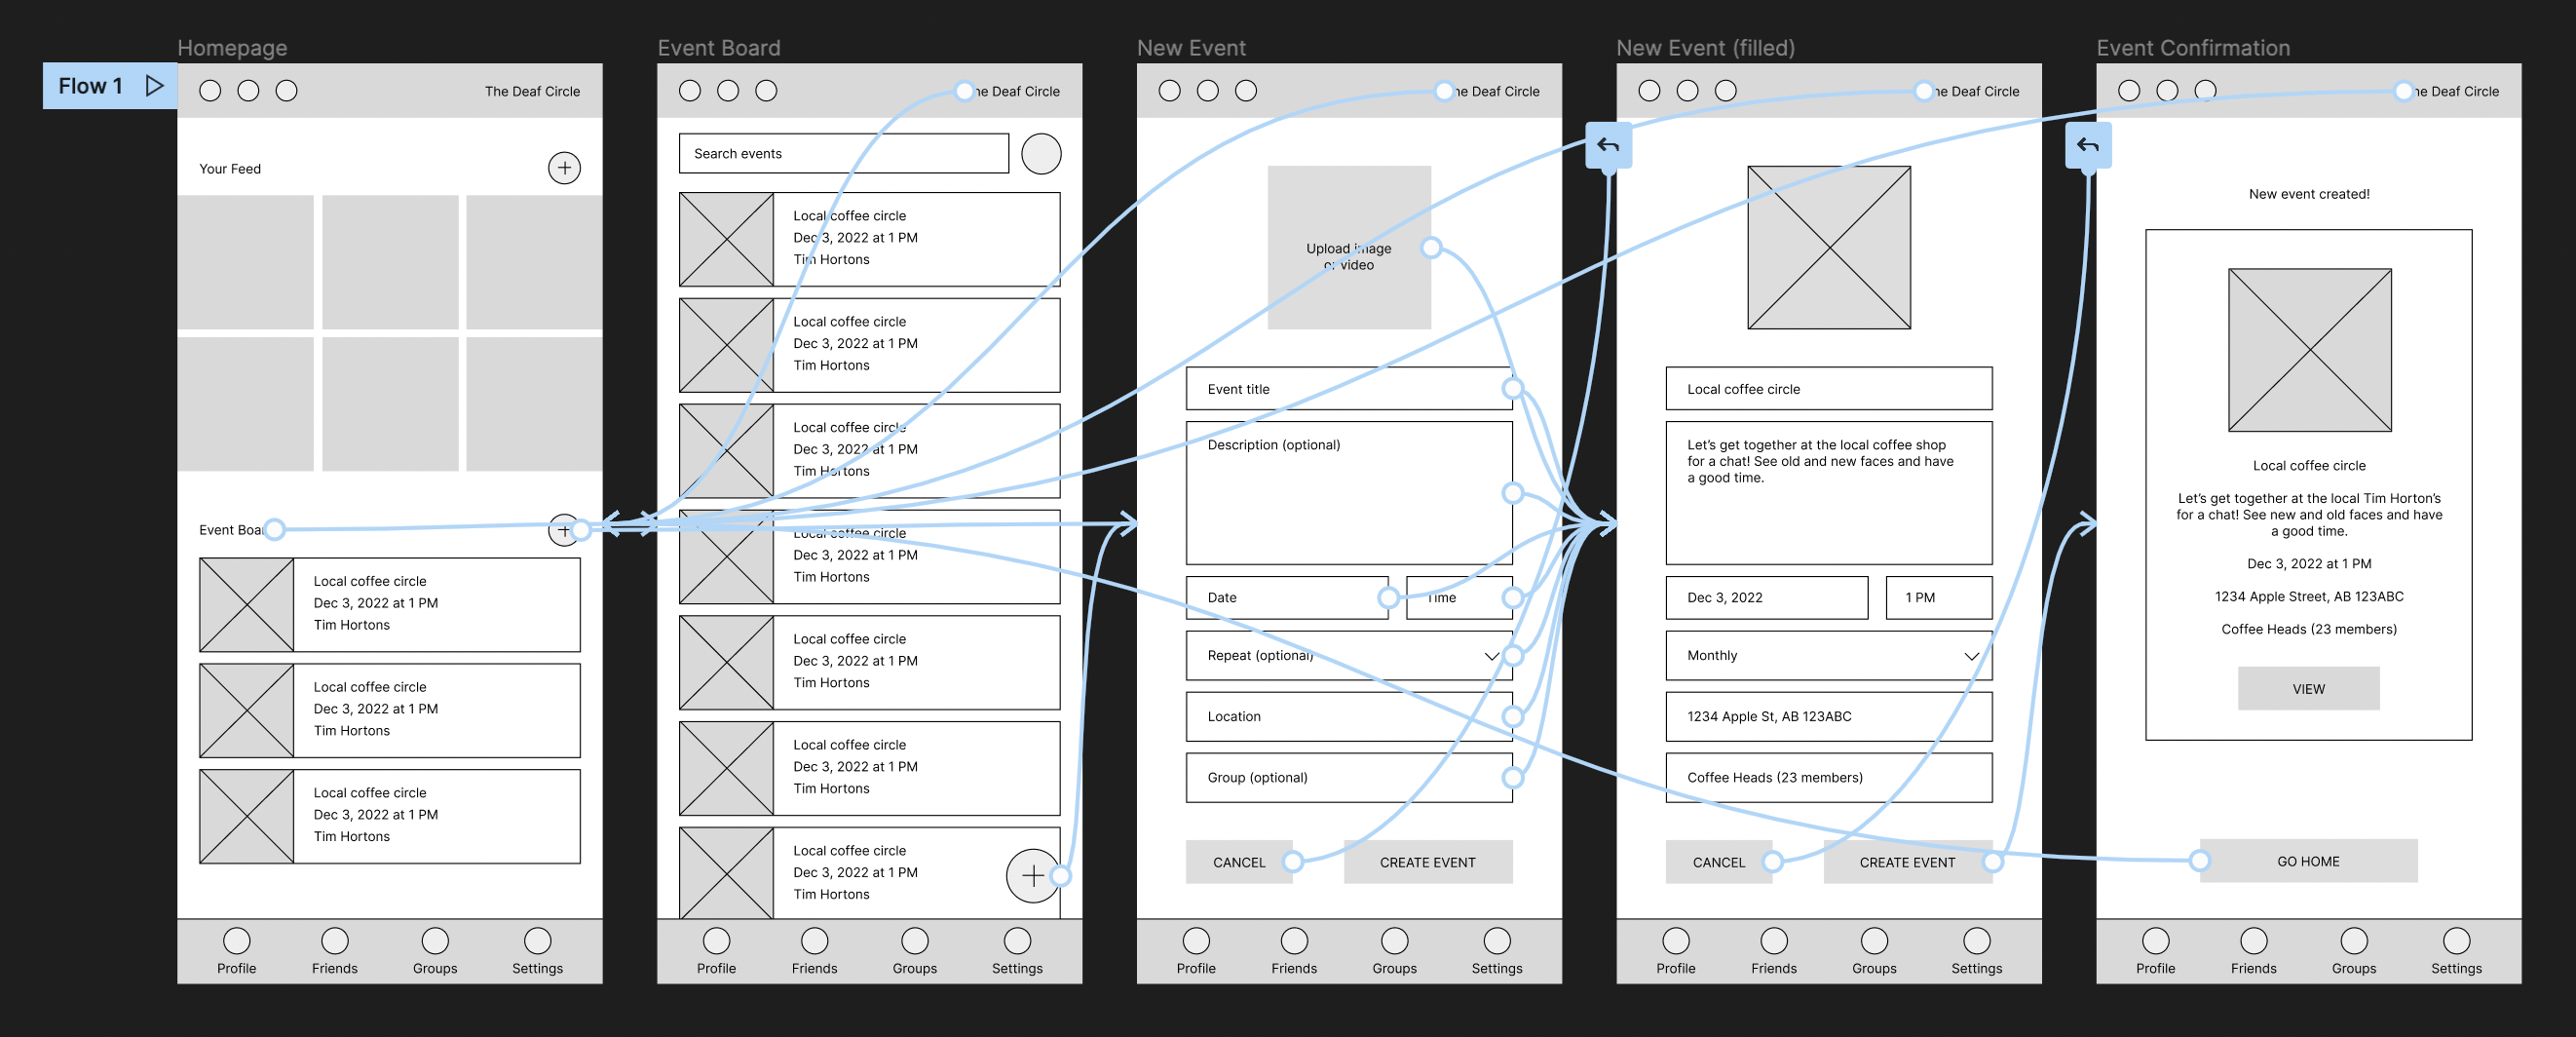 Homepage
Flow 1
The Deaf Circle
Your Feed
Event Boa
Local coffee circle
Dec 3, 2022 at 1 PM
Tim Hortons
Local coffee circle
Dec 3, 2022 at 1 PM
Tim Hortons
Local coffee circle
Dec 3, 2022 at 1 PM
Tim Hortons
Profile
Friends
Groups
Settings
Event Board
he Deaf Circle
Search events
Local coffee circle
Dec 3, 2022 at 1 PM
Tim Hortons
Local coffee circle
Dec 3, 2022 at 1 PM
Tim Hortons
Local coffee circle
Dec 3, 2022 at 1 PM
Tim Hortons
Local coffee circle
Dec 3, 2022 at 1 PM
Tim Hortons
Local coffee circle
Dec 3, 2022 at 1 PM
Tim Hortons
Local coffee circle
Dec 3, 2022 at 1 PM
Tim Hortons
Local coffee circle
Dec 3, 2022 at 1 PM
Tim Hortons
Profile
Friends
Groups
Settings
New Event
he Deaf Circle
Upload image
or video
Event title
Description (optional)
Date
Time
Repeat (optional)
Location
Group (optional)
CANCEL
CREATE EVENT
Profile
Friends
Groups
Settings
New Event (filled)
he Deaf Circle
Local coffee circle
Let's get together at the local coffee shop
for a chat! See old and new faces and have
a good time.
Dec 3, 2022
1 PM
Monthly
1234 Apple St, AB 123ABC
Coffee Heads (23 members)
CANCEL
CREATE EVENT
Profile
Friends
Groups
Settings
Event Confirmation
he Deaf Circle
New event created!
Local coffee circle
Let's get together at the local Tim Horton's
for a chat! See new and old faces and have
a good time.
Dec 3, 2022 at 1 PM
1234 Apple Street, AB 123ABC
Coffee Heads (23 members)
VIEW
GO HOME
Profile
Friends
Groups
Settings